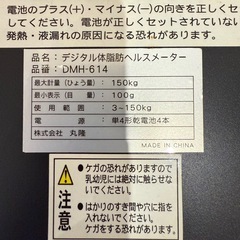 電池のプラス(+)・マイナス(−)の向きを正しくセ
してください。電池が正しくセットされていない
発熱・液漏れの原因になる恐れがあります。
品名：デジタル体脂肪ヘルスメーター
品番：DMH-614
最大計量（ひょう量）： 150kg
最小表示（目量）： 100g
使用範囲： 3～150kg
電源： 単4形乾電池4本
株式会社 丸隆
MADE IN CHINA
注意
●ケガの恐れがありますので
乳幼児には絶対に触らせな
いでください。
●はかりのすき間や穴に指を
入れないでください。
ケガをする恐れがあります。